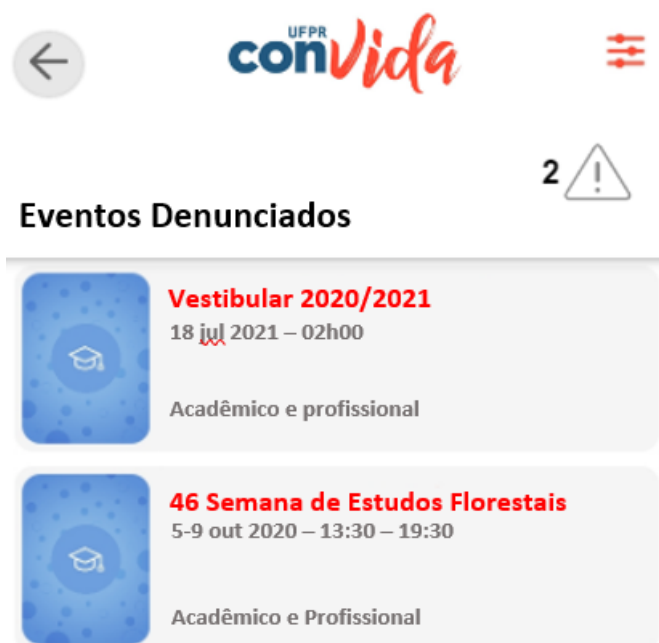 UFPR
conVida
2
Eventos Denunciados
Vestibular 2020/2021
18 jul 2021 – 02h00
Acadêmico e profissional
46 Semana de Estudos Florestais
5-9 out 2020 – 13:30 – 19:30
Acadêmico e Profissional